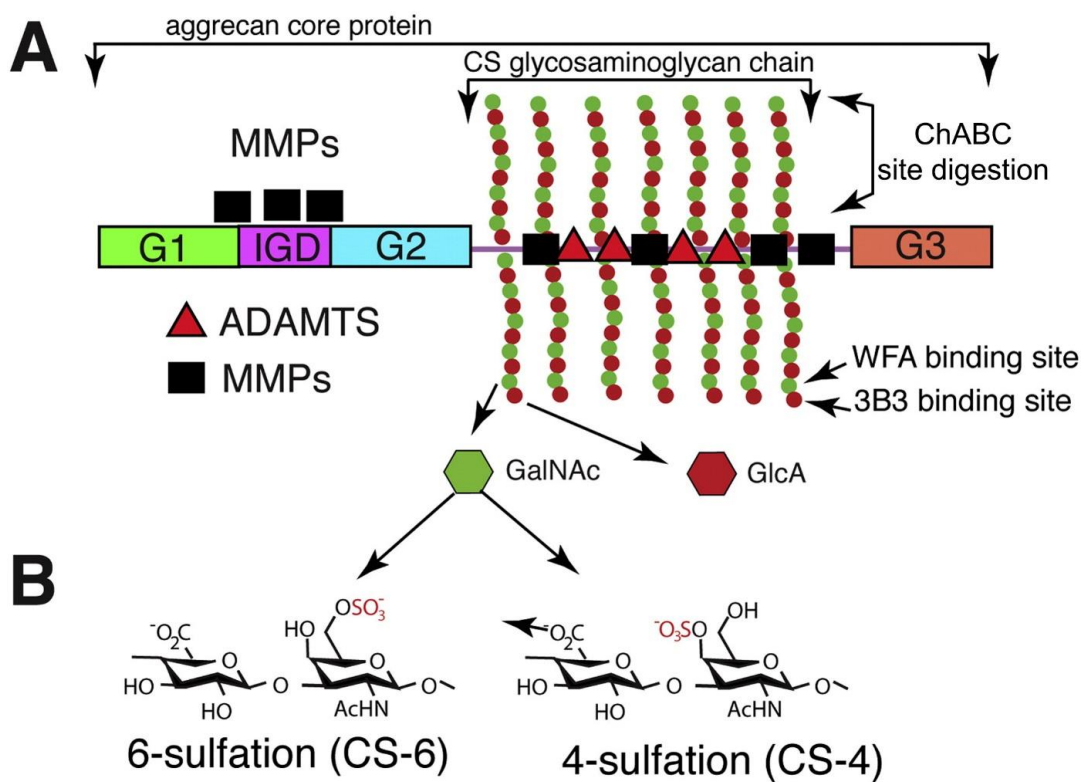 A
aggrecan core protein
CS glycosaminoglycan chain
MMPs
ChABC
site digestion
G1
IGD
G2
G3
ADAMTS
MMPs
WFA binding site
3B3 binding site
GalNAc
GlcA
B
OSO₃⁻
⁻O₂C
HO
O
O
HO
O
HO
AcHN
O
6-sulfation (CS-6)
OH
⁻O₃SO
⁻O₂C
O
O
HO
O
HO
AcHN
O
4-sulfation (CS-4)